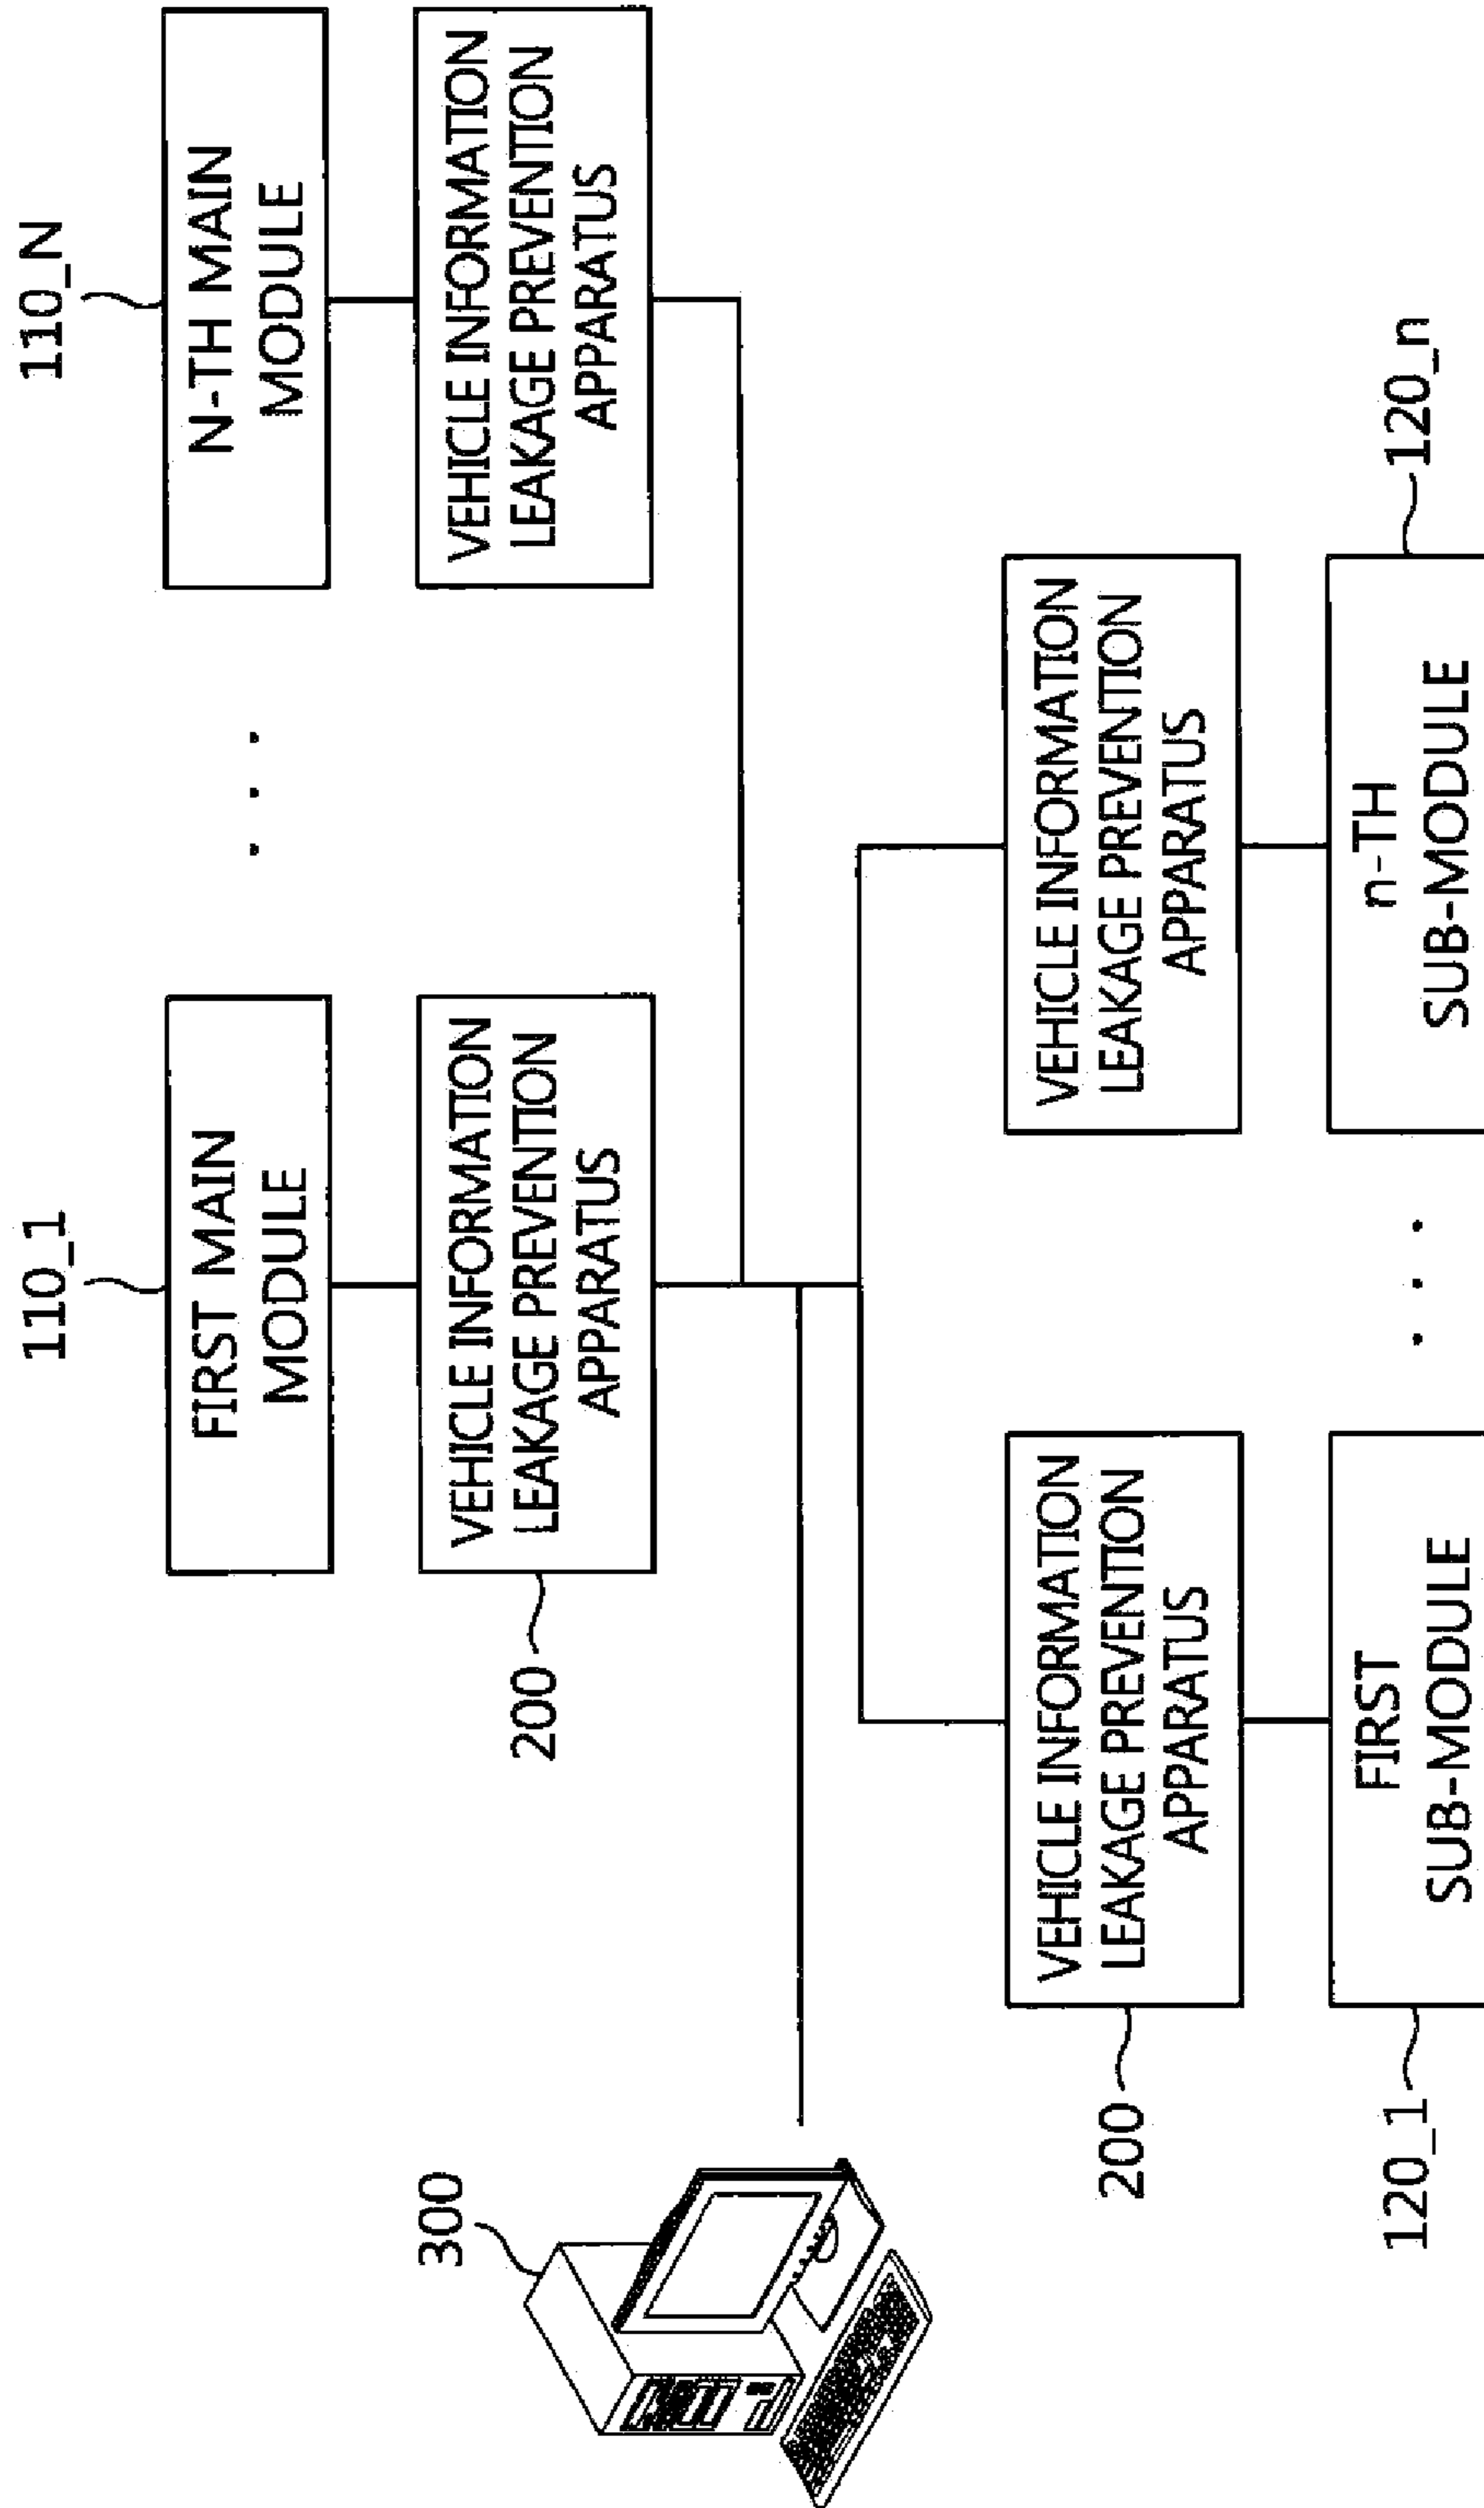 110_1
110_N
FIRST MAIN
MODULE
. . .
N-TH MAIN
MODULE
300
200
VEHICLE INFORMATION
LEAKAGE PREVENTION
APPARATUS
VEHICLE INFORMATION
LEAKAGE PREVENTION
APPARATUS
200
VEHICLE INFORMATION
LEAKAGE PREVENTION
APPARATUS
VEHICLE INFORMATION
LEAKAGE PREVENTION
APPARATUS
120_1
FIRST
SUB-MODULE
. . .
n-TH
SUB-MODULE
120_n